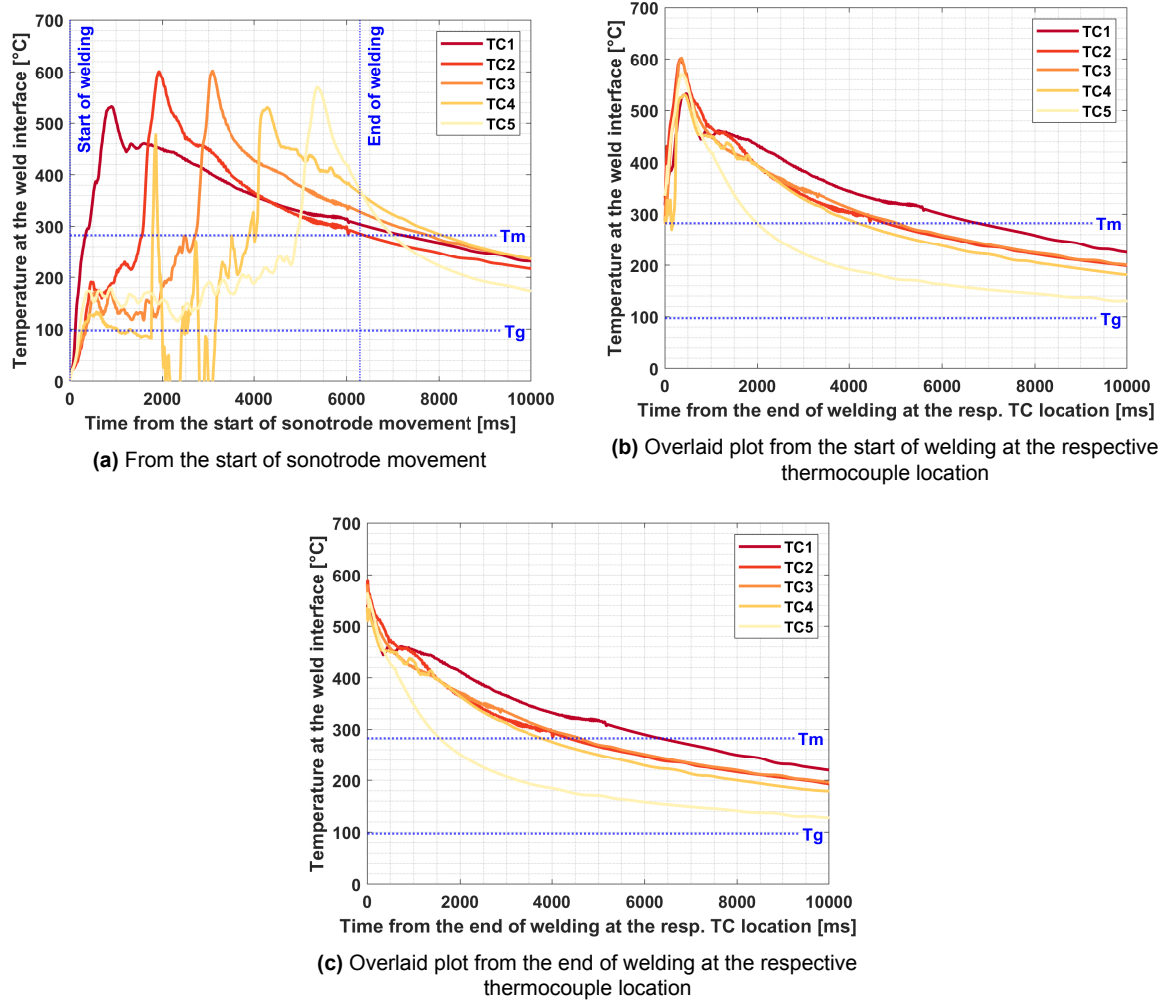 700
600
500
400
300
200
100
0
Temperature at the weld interface [°C]
Start of welding
End of welding
TC1
TC2
TC3
TC4
TC5
Tm
Tg
0 2000 4000 6000 8000 10000
Time from the start of sonotrode movement [ms]
(a) From the start of sonotrode movement
700
600
500
400
300
200
100
0
Temperature at the weld interface [°C]
TC1
TC2
TC3
TC4
TC5
Tm
Tg
0 2000 4000 6000 8000 10000
Time from the end of welding at the resp. TC location [ms]
(b) Overlaid plot from the start of welding at the respective
thermocouple location
700
600
500
400
300
200
100
0
Temperature at the weld interface [°C]
TC1
TC2
TC3
TC4
TC5
Tm
Tg
0 2000 4000 6000 8000 10000
Time from the end of welding at the resp. TC location [ms]
(c) Overlaid plot from the end of welding at the respective
thermocouple location